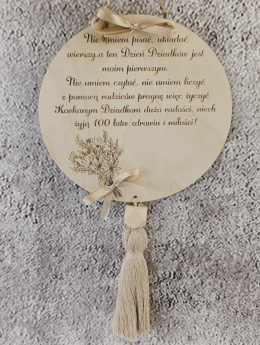 Nie umiem pisać, układać
wierszy,a ten Dzień Dziadków jest
moim pierwszym.
Nie umiem czytać, nie umiem liczyć
z pomocą rodziców pragnę więc życzyć
Kochanym Dziadkom dużo radości, niech
żyją 100 latw zdrowiu i miłości!